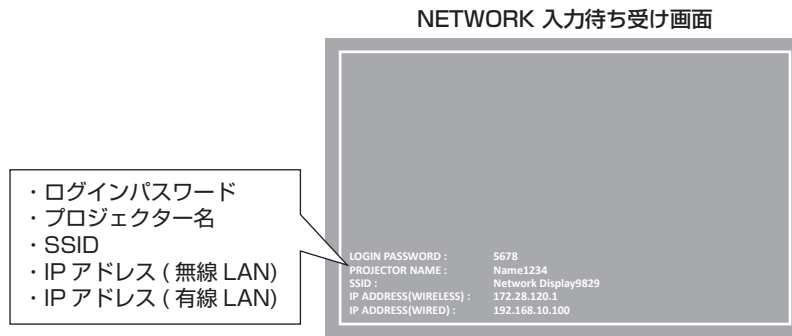 NETWORK 入力待ち受け画面
・ログインパスワード
・プロジェクター名
・SSID
・IP アドレス ( 無線 LAN)
・IP アドレス ( 有線 LAN)
LOGIN PASSWORD : 5678
PROJECTOR NAME : Name1234
SSID : Network Display9829
IP ADDRESS(WIRELESS) : 172.28.120.1
IP ADDRESS(WIRED) : 192.168.10.100